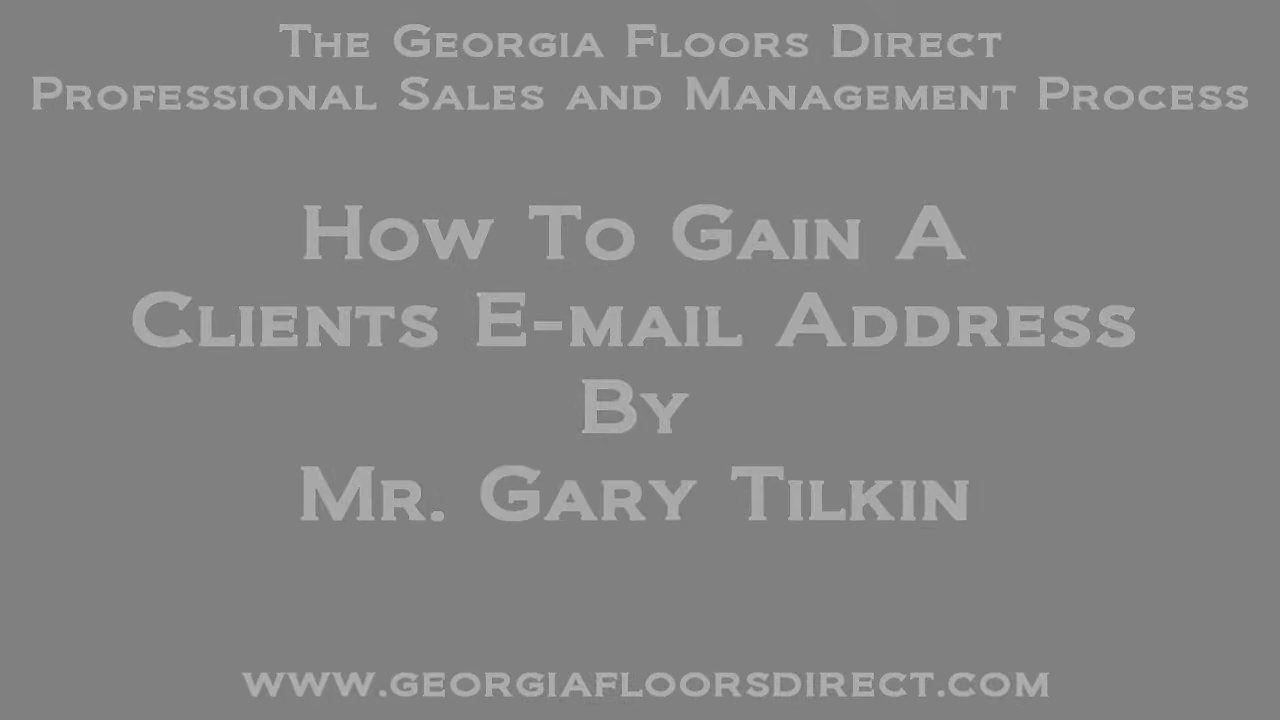 The Georgia Floors Direct
Professional Sales and Management Process
How To Gain A
Clients E-mail Address
By
Mr. Gary Tilkin
www.georgiafloorsdirect.com